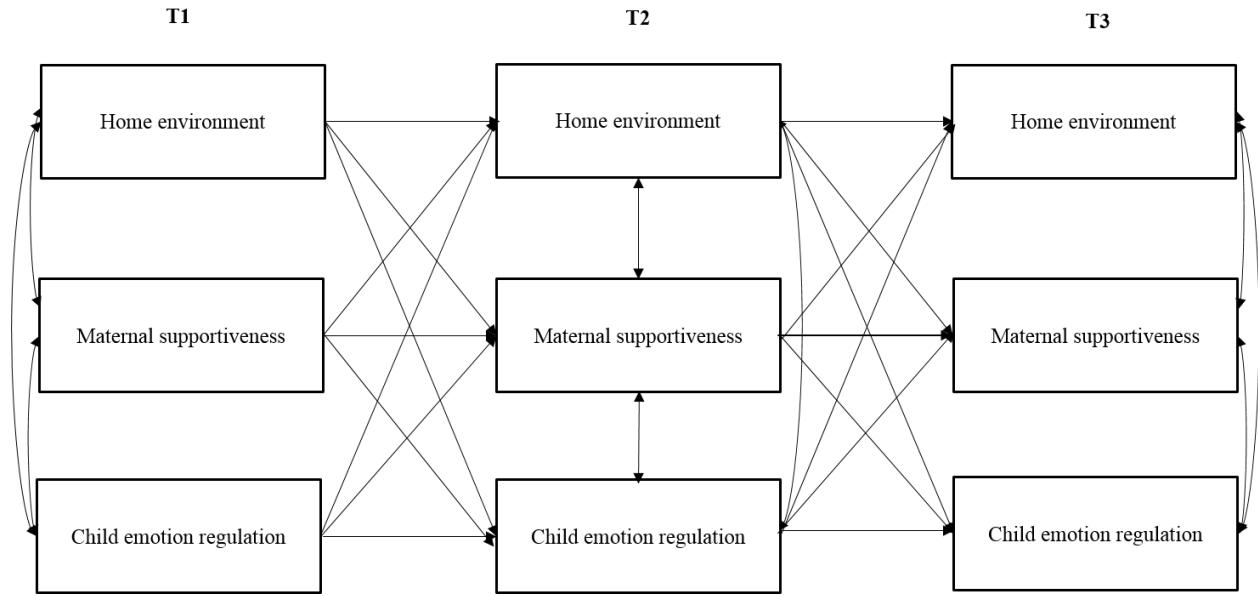 T1
T2
T3
Home environment
Home environment
Home environment
Maternal supportiveness
Maternal supportiveness
Maternal supportiveness
Child emotion regulation
Child emotion regulation
Child emotion regulation